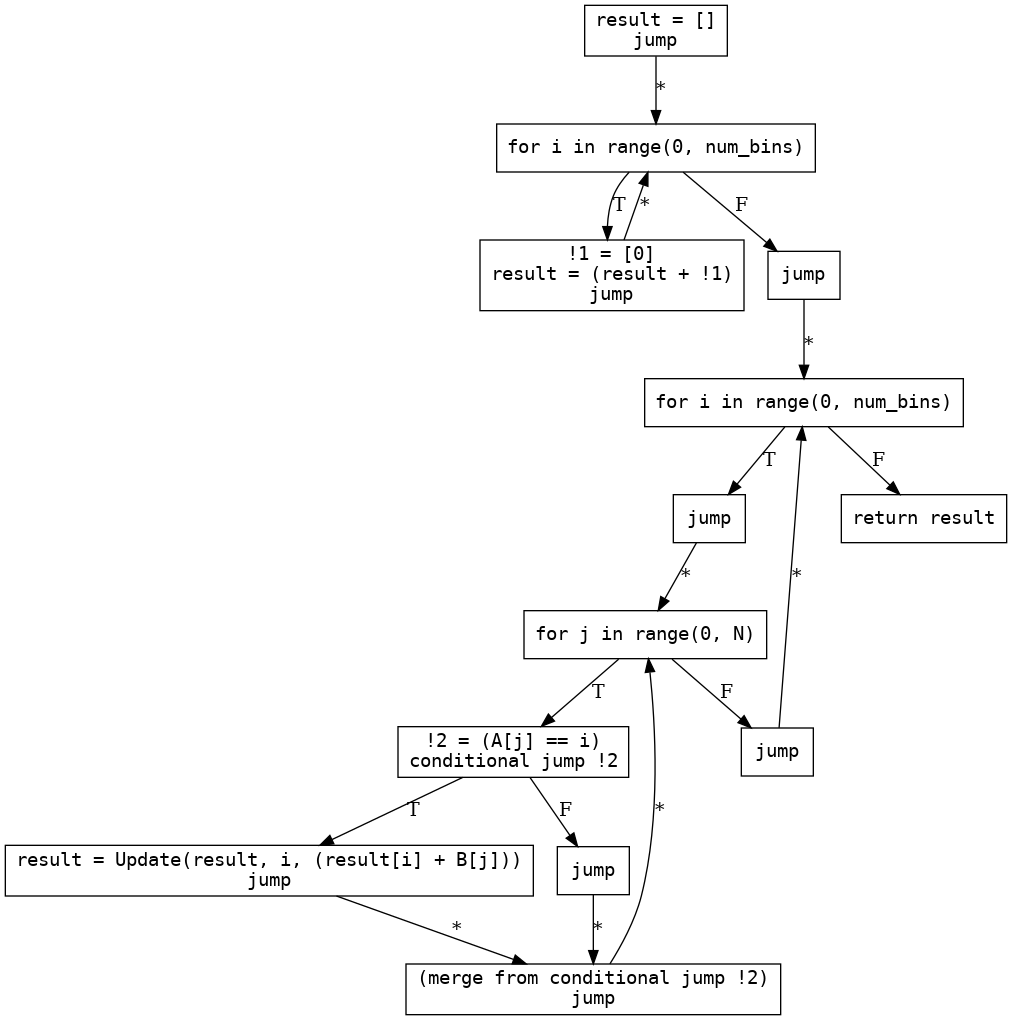 result = []
jump
*
for i in range(0, num_bins)
T
*
F
!1 = [0]
result = (result + !1)
jump
jump
*
for i in range(0, num_bins)
T
F
jump
return result
*
*
for j in range(0, N)
T
F
!2 = (A[j] == i)
conditional jump !2
jump
T
F
*
result = Update(result, i, (result[i] + B[j]))
jump
jump
*
*
(merge from conditional jump !2)
jump